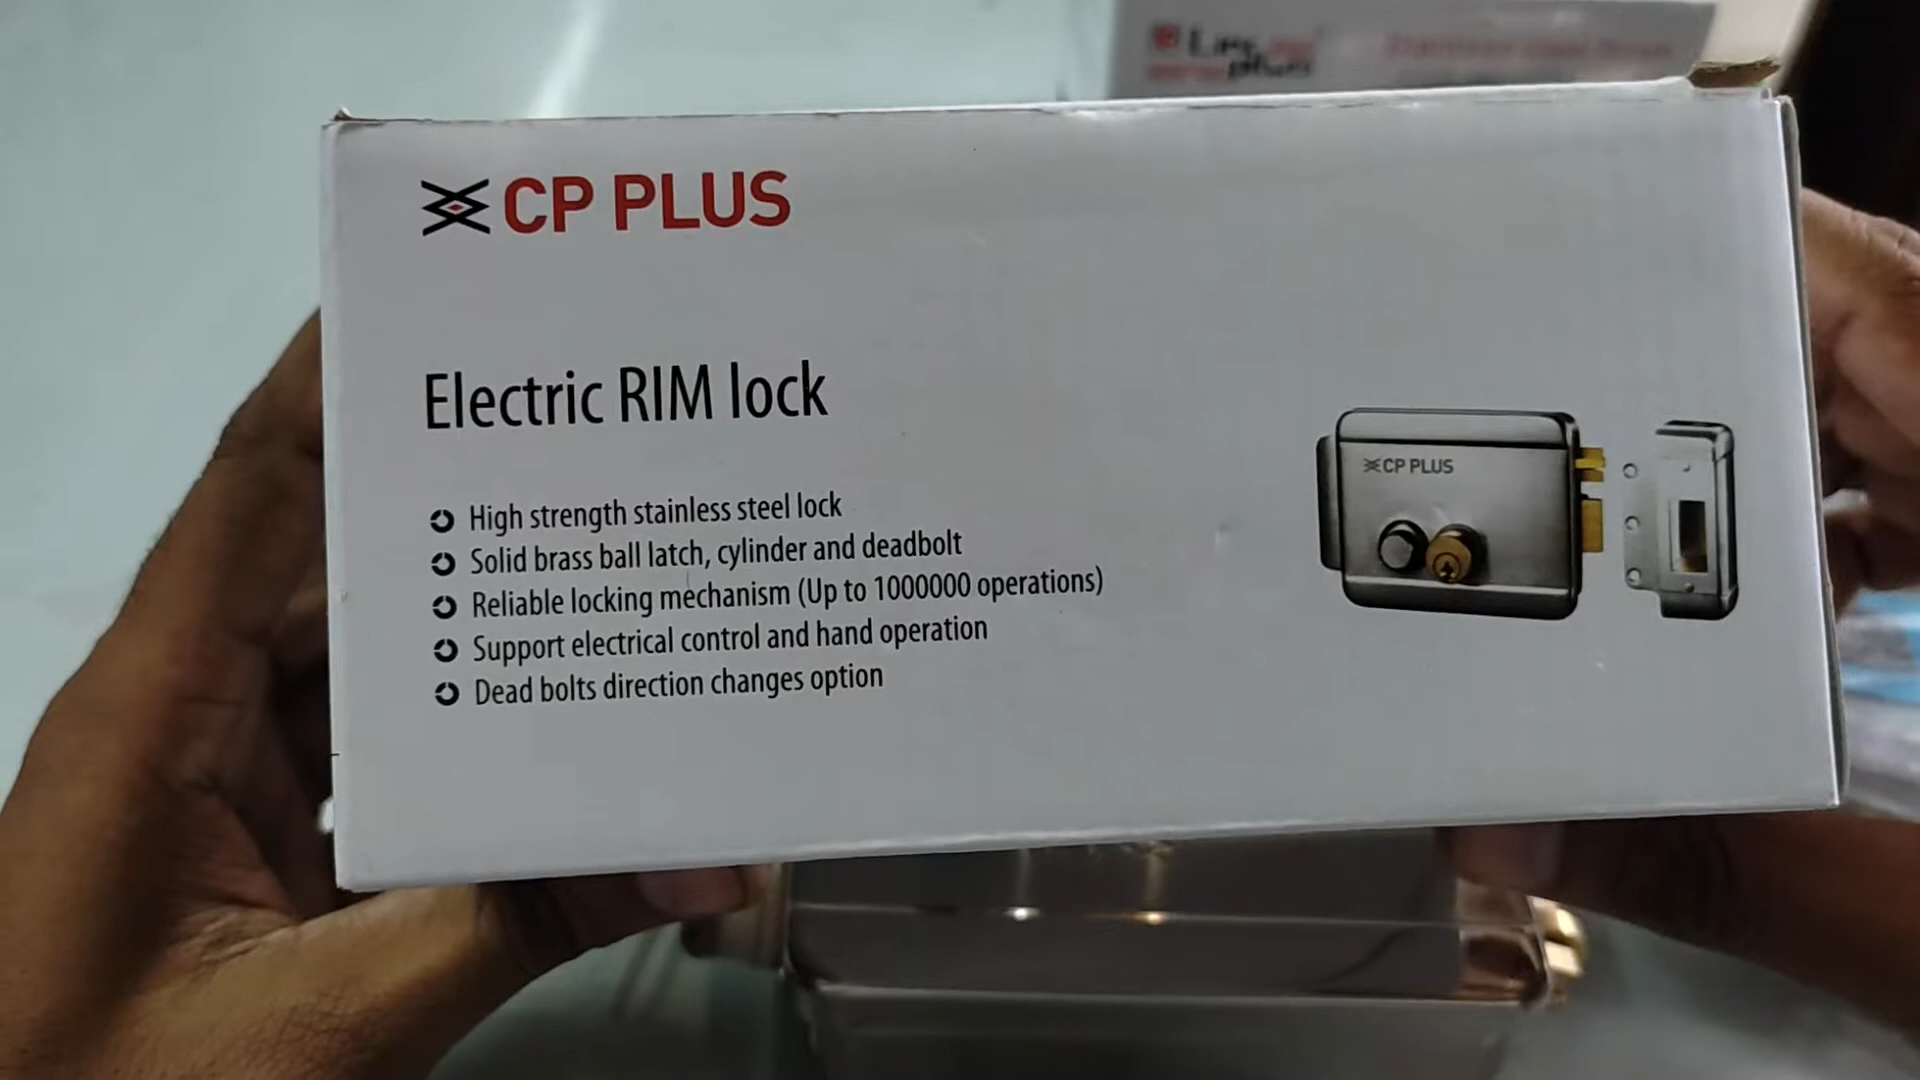 CP PLUS
Electric RIM lock
High strength stainless steel lock
Solid brass ball latch, cylinder and deadbolt
Reliable locking mechanism (Up to 1000000 operations)
Support electrical control and hand operation
Dead bolts direction changes option
CP PLUS